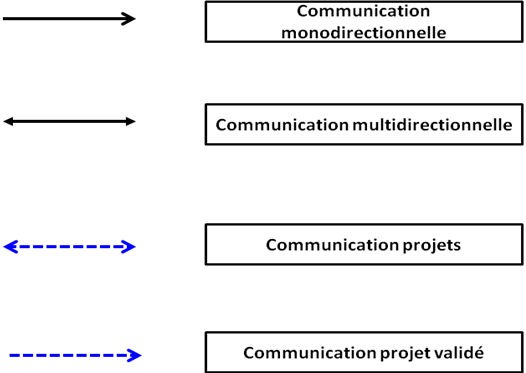 Communication
monodirectionnelle
Communication multidirectionnelle
Communication projets
Communication projet validé